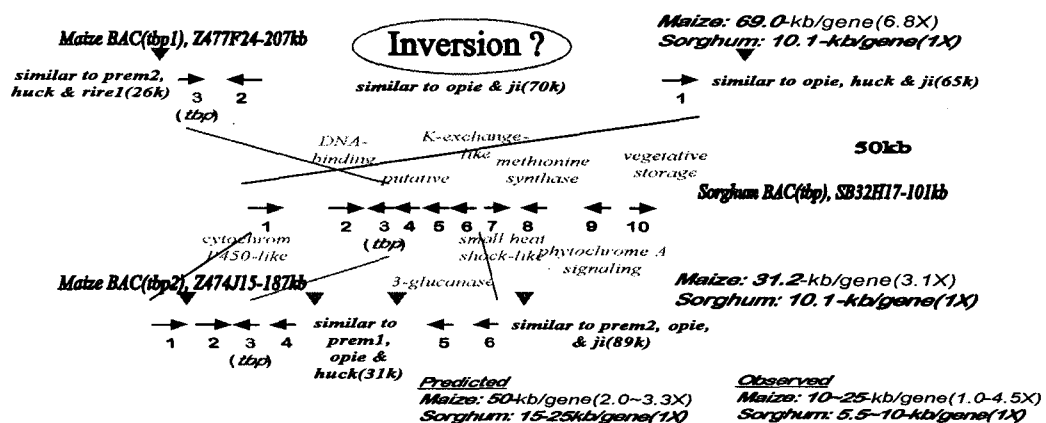 Maize BAC(tbp1), Z477F24-207kb
Inversion ?
Maize: 69.0-kb/gene(6.8X)
Sorghum: 10.1-kb/gene(1X)
similar to prem2,
huck & rire1(26k)
3 2
(tbp)
similar to opie & ji(70k)
1
similar to opie, huck & ji(65k)
DNA-
binding
K-exchange-
like
putative
methionine
synthase
vegetative
storage
50kb
Sorghum BAC(tbp), SB32H17-101kb
1 2 3 4 5 6 7 8 9 10
(tbp)
cytochrom
P450-like
small heat
shock-like
phytochrome A
signaling
Maize BAC(tbp2), Z474J15-187kb
3-glucanase
Maize: 31.2-kb/gene(3.1X)
Sorghum: 10.1-kb/gene(1X)
1 2 3 4
(tbp)
similar to
prem1,
opie &
huck(31k)
5 6
similar to prem2, opie,
& ji(89k)
Predicted
Maize: 50-kb/gene(2.0~3.3X)
Sorghum: 15-25kb/gene(1X)
Observed
Maize: 10~25-kb/gene(1.0-4.5X)
Sorghum: 5.5~10-kb/gene(1X)